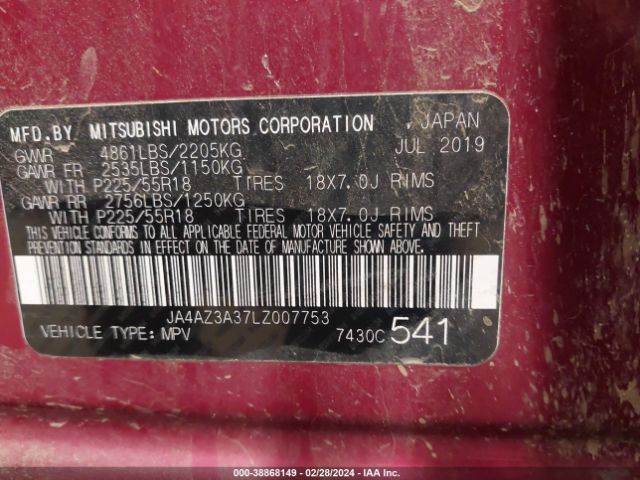 MFD.BY MITSUBISHI MOTORS CORPORATION , JAPAN
GVWR 4861LBS/2205KG JUL 2019
GAWR FR 2535LBS/1150KG
WITH P225/55R18 TIRES 18X7.0J RIMS
GAWR RR 2756LBS/1250KG
WITH P225/55R18 TIRES 18X7.0J RIMS
THIS VEHICLE CONFORMS TO ALL APPLICABLE FEDERAL MOTOR VEHICLE SAFETY AND THEFT
PREVENTION STANDARDS IN EFFECT ON THE DATE OF MANUFACTURE SHOWN ABOVE.
JA4AZ3A37LZ007753
VEHICLE TYPE: MPV 7430C 541
000-38868149 - 02/28/2024 - IAA Inc.